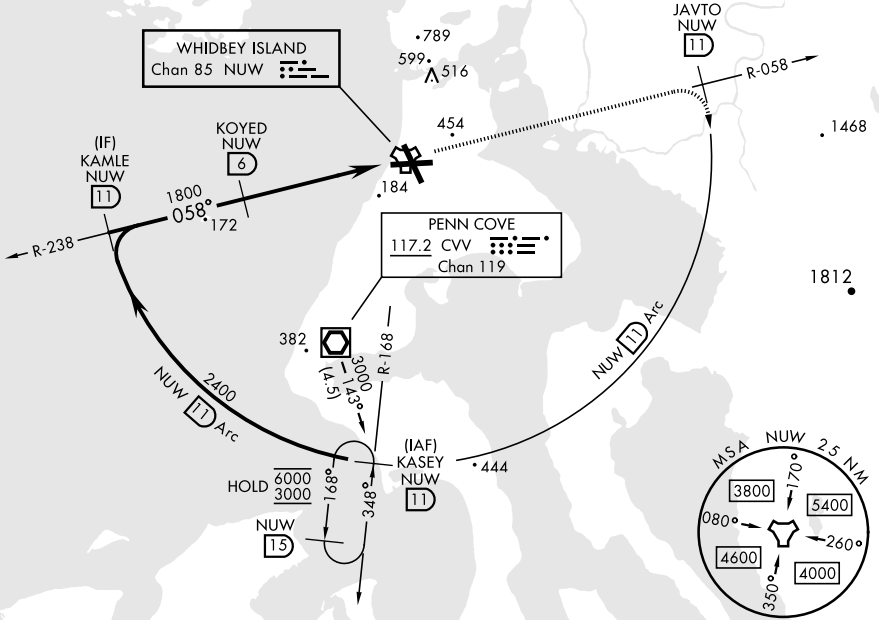 JAVTO
NUW
11
R-058
789
599
516
WHIDBEY ISLAND
Chan 85 NUW
454
1468
(IF)
KAMLE
NUW
11
KOYED
NUW
6
1800
058°
172
184
R-238
PENN COVE
117.2 CVV
Chan 119
1812
382
R-168
3000
143°
(4.5)
NUW 11 Arc
2400
NUW 11 Arc
(IAF)
KASEY
NUW
11
444
HOLD
6000
3000
168°
348°
NUW
15
MSA NUW 25 NM
170°
3800
5400
080°
260°
4600
4000
350°